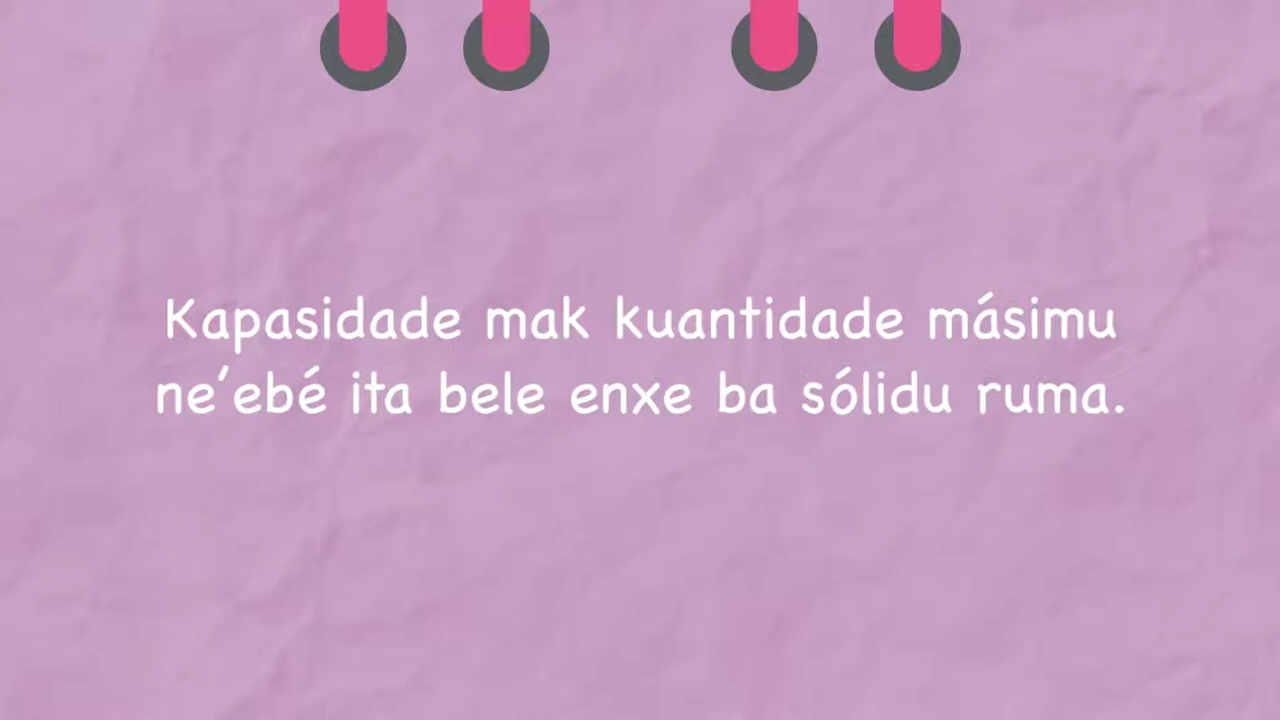 Kapasidade mak kuantidade másimu
ne’ebé ita bele enxe ba sólidu ruma.